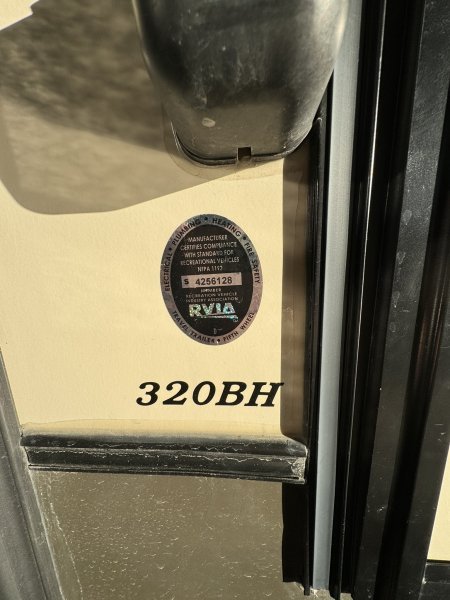 ELECTRICAL • PLUMBING • HEATING • FIRE SAFETY
MANUFACTURER
CERTIFIES COMPLIANCE
WITH STANDARD FOR
RECREATIONAL VEHICLES
NFPA 1192
S 4256128
MEMBER
RECREATION VEHICLE
INDUSTRY ASSOCIATION
RVIA
TRAVEL TRAILER • FIFTH WHEEL
320BH